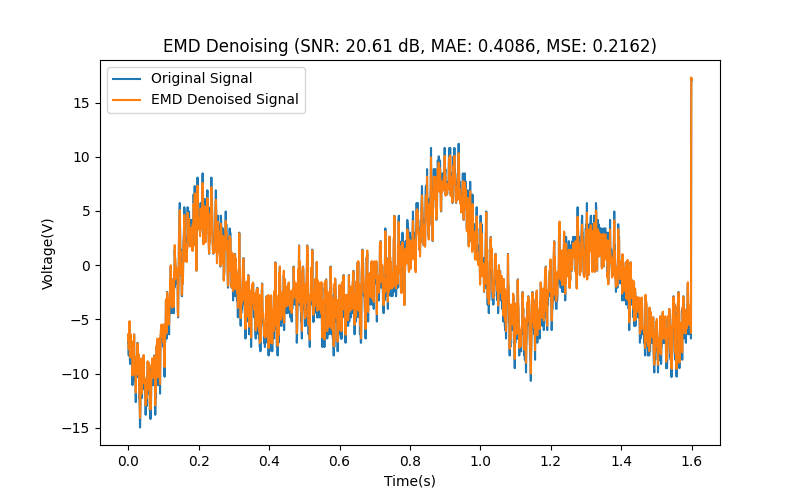 EMD Denoising (SNR: 20.61 dB, MAE: 0.4086, MSE: 0.2162)
Original Signal
EMD Denoised Signal
Voltage(V)
15
10
5
0
−5
−10
−15
0.0 0.2 0.4 0.6 0.8 1.0 1.2 1.4 1.6
Time(s)